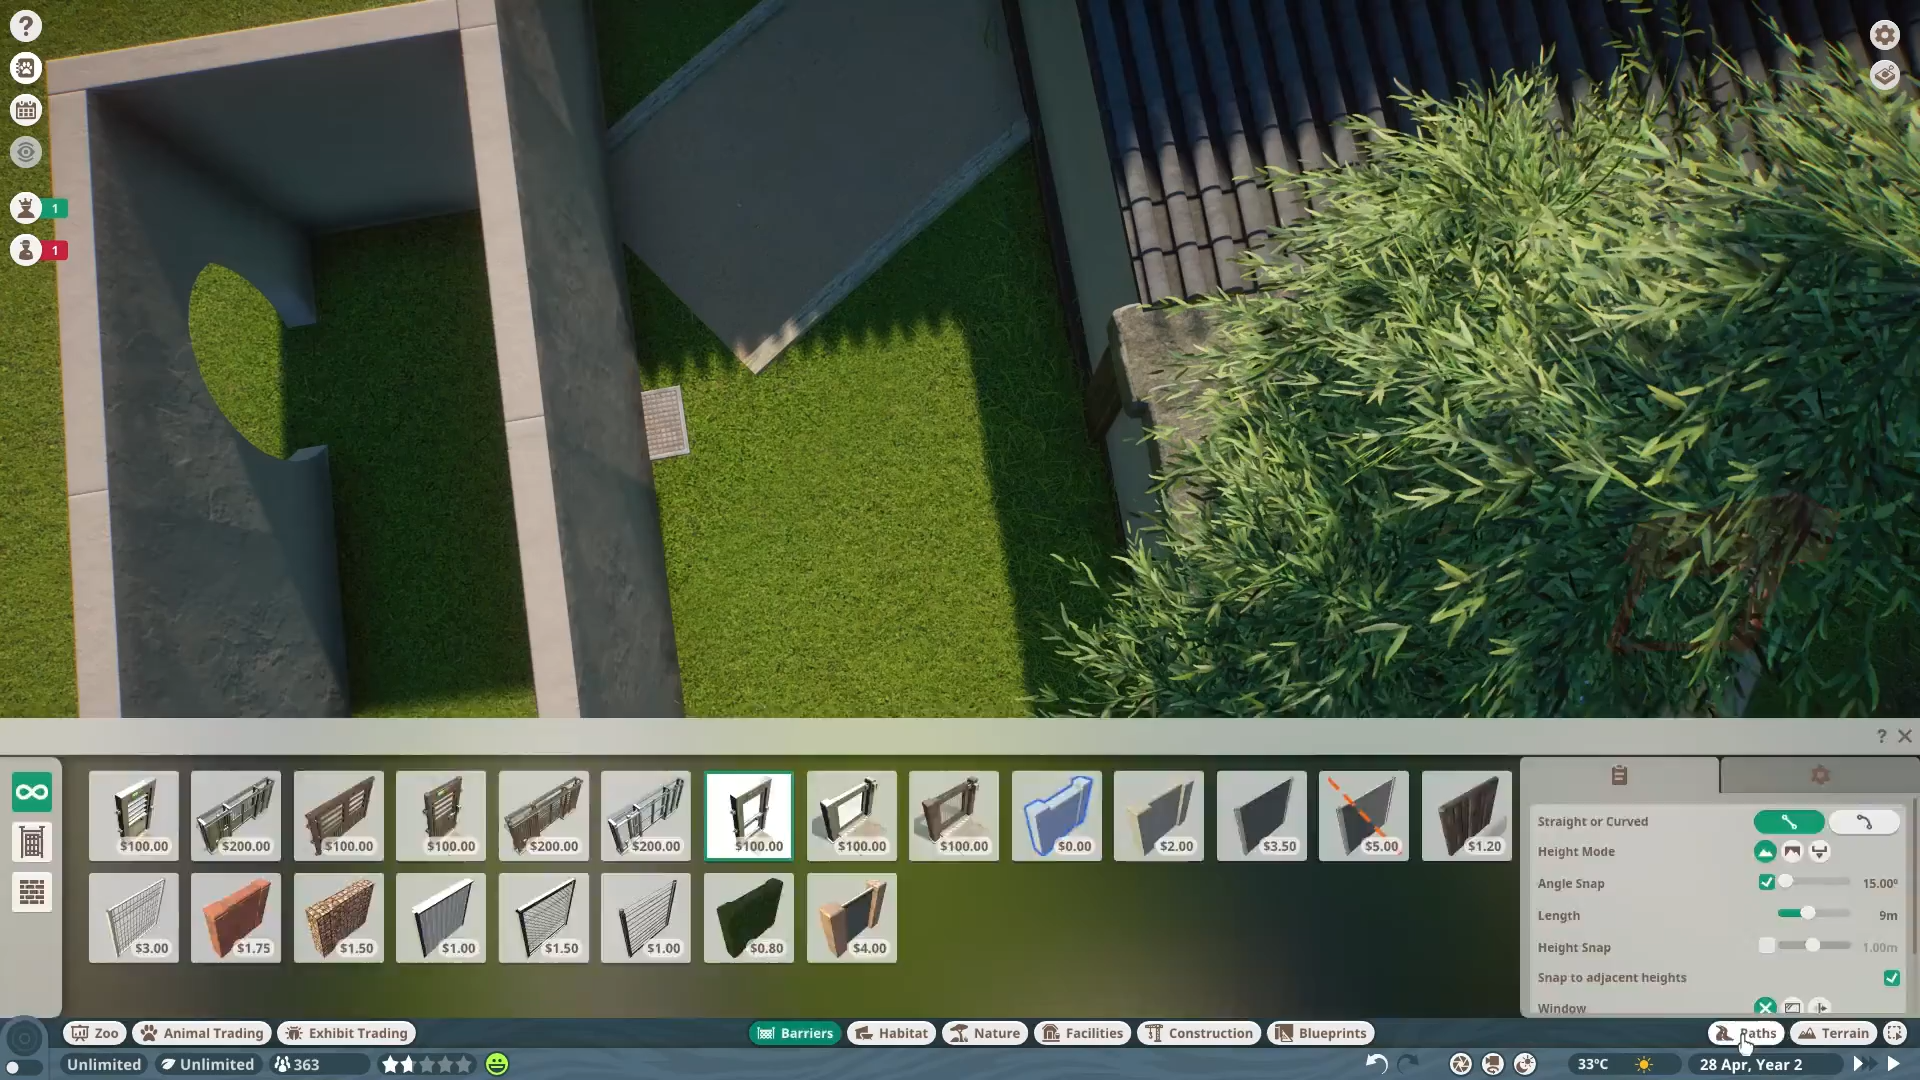 ?
1
1
? ×
$100.00 $200.00 $100.00 $100.00 $200.00 $200.00 $100.00 $100.00 $100.00 $0.00 $2.00 $3.50 $5.00 $1.20
$3.00 $1.75 $1.50 $1.00 $1.50 $1.00 $0.80 $4.00
Straight or Curved
Height Mode
Angle Snap 15.00º
Length 9m
Height Snap 1.00m
Snap to adjacent heights
Window
Zoo Animal Trading Exhibit Trading Barriers Habitat Nature Facilities Construction Blueprints Paths Terrain
Unlimited Unlimited 363 33°C 28 Apr, Year 2